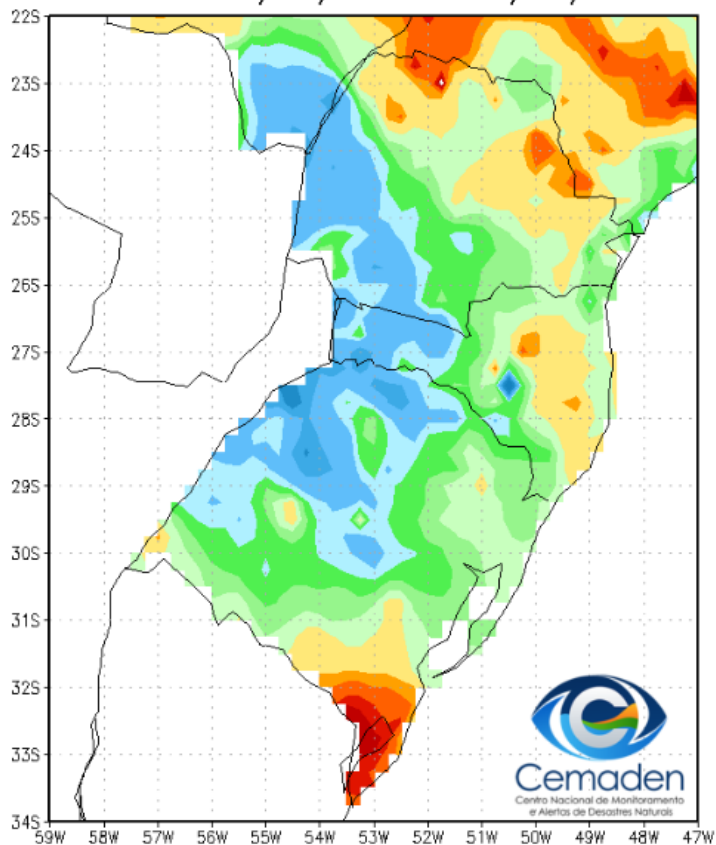 22S
23S
24S
25S
26S
27S
28S
29S
30S
31S
32S
33S
34S
59W 58W 57W 56W 55W 54W 53W 52W 51W 50W 49W 48W 47W
Cemaden
Centro Nacional de Monitoramento
e Alertas de Desastres Naturais